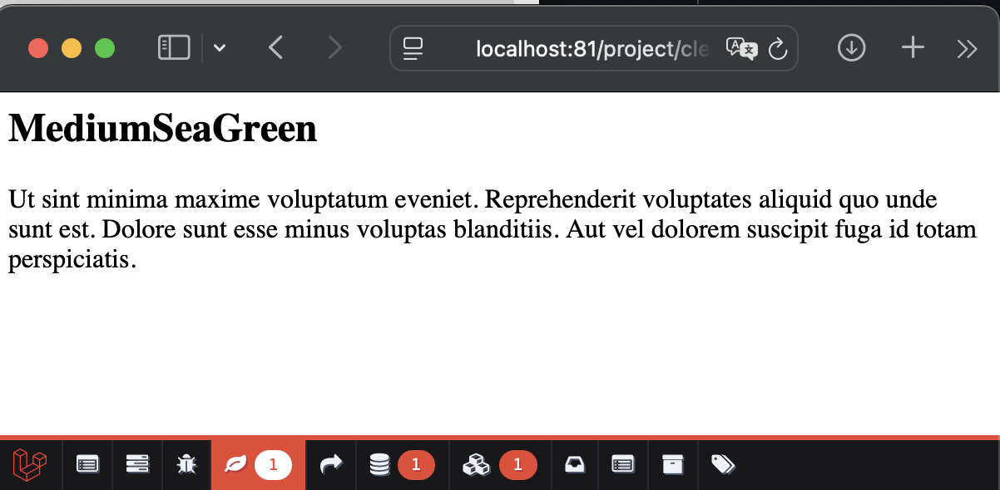 localhost:81/project/cle
MediumSeaGreen
Ut sint minima maxime voluptatum eveniet. Reprehenderit voluptates aliquid quo unde
sunt est. Dolore sunt esse minus voluptas blanditiis. Aut vel dolorem suscipit fuga id totam
perspiciatis.
1
1
1